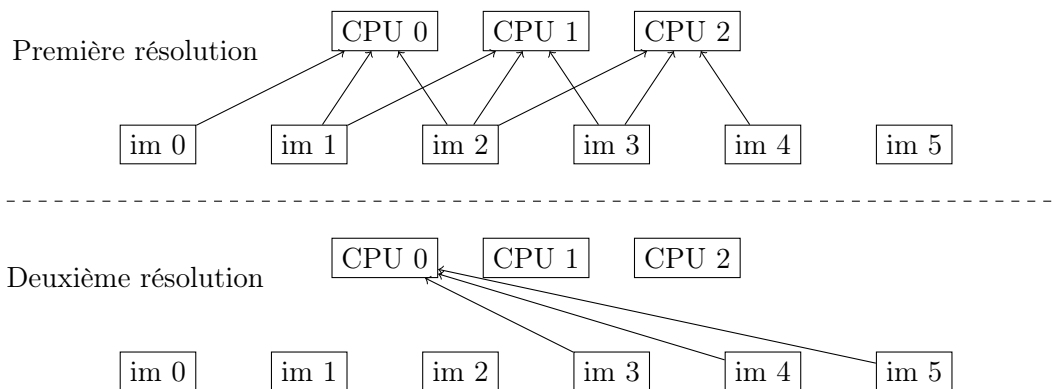 CPU 0 CPU 1 CPU 2
Première résolution
im 0 im 1 im 2 im 3 im 4 im 5
CPU 0 CPU 1 CPU 2
Deuxième résolution
im 0 im 1 im 2 im 3 im 4 im 5